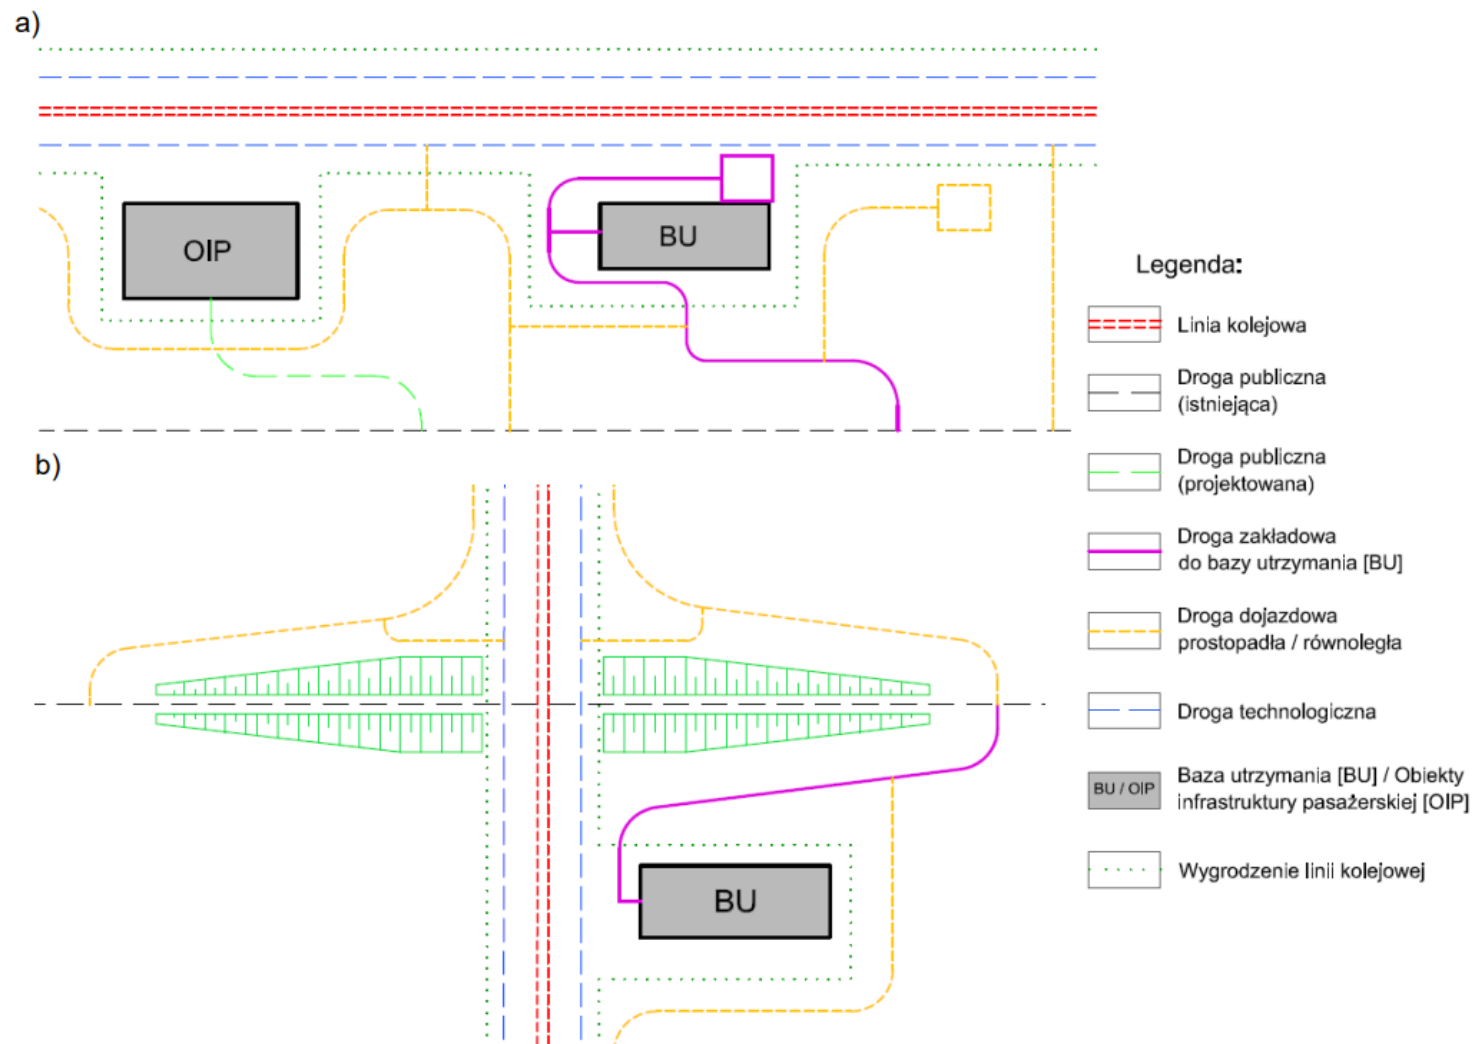 a)
OIP
BU
Legenda:
Linia kolejowa
Droga publiczna
(istniejąca)
b)
Droga publiczna
(projektowana)
Droga zakładowa
do bazy utrzymania [BU]
Droga dojazdowa
prostopadła / równoległa
Droga technologiczna
BU / OIP
Baza utrzymania [BU] / Obiekty
infrastruktury pasażerskiej [OIP]
Wygrodzenie linii kolejowej
BU